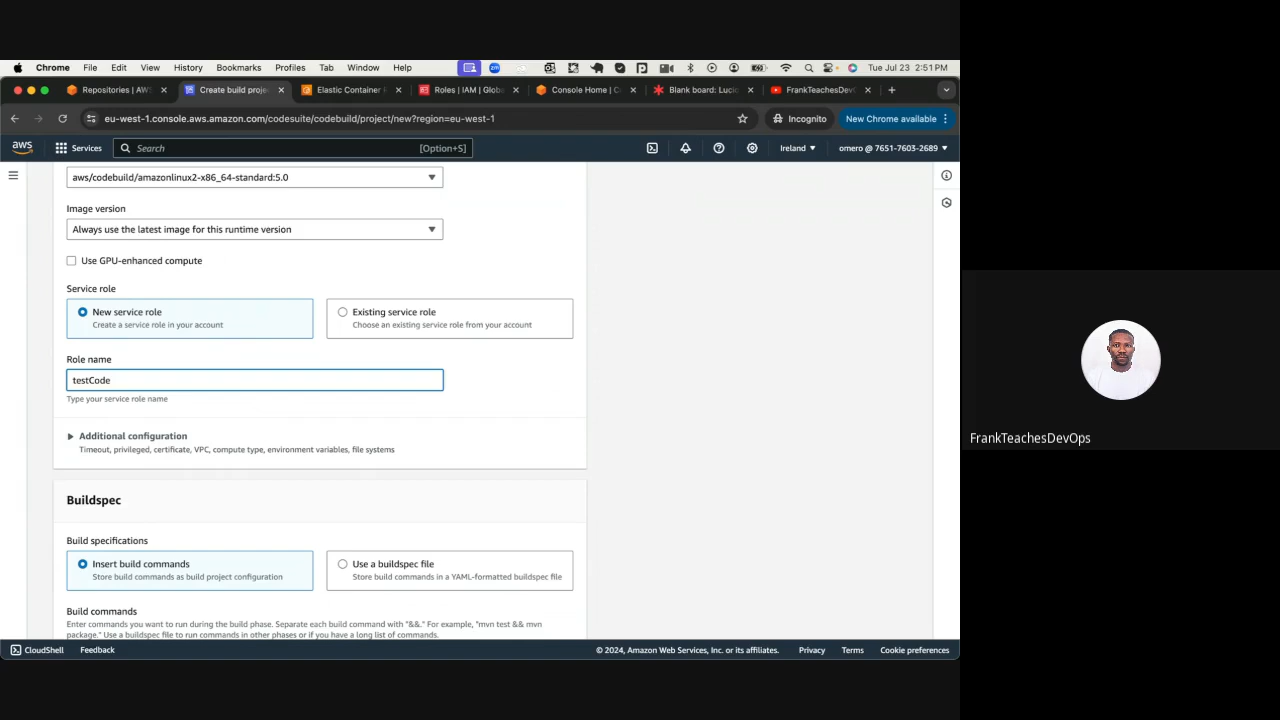 Chrome File Edit View History Bookmarks Profiles Tab Window Help Tue Jul 23 2:51 PM
Repositories | AWS Create build proje Elastic Container R Roles | IAM | Globa Console Home | C Blank board: Lucid FrankTeachesDev
eu-west-1.console.aws.amazon.com/codesuite/codebuild/project/new?region=eu-west-1 Incognito New Chrome available
aws Services Search [Option+S] Ireland omero @ 7651-7603-2689
aws/codebuild/amazonlinux2-x86_64-standard:5.0
Image version
Always use the latest image for this runtime version
Use GPU-enhanced compute
Service role
New service role
Create a service role in your account
Existing service role
Choose an existing service role from your account
Role name
testCode
Type your service role name
Additional configuration
Timeout, privileged, certificate, VPC, compute type, environment variables, file systems
FrankTeachesDevOps
Buildspec
Build specifications
Insert build commands
Store build commands as build project configuration
Use a buildspec file
Store build commands in a YAML-formatted buildspec file
Build commands
Enter commands you want to run during the build phase. Separate each build command with "&&." For example, "mvn test && mvn
package." Use a buildspec file to run commands in other phases or if you have a long list of commands.
CloudShell Feedback © 2024, Amazon Web Services, Inc. or its affiliates. Privacy Terms Cookie preferences